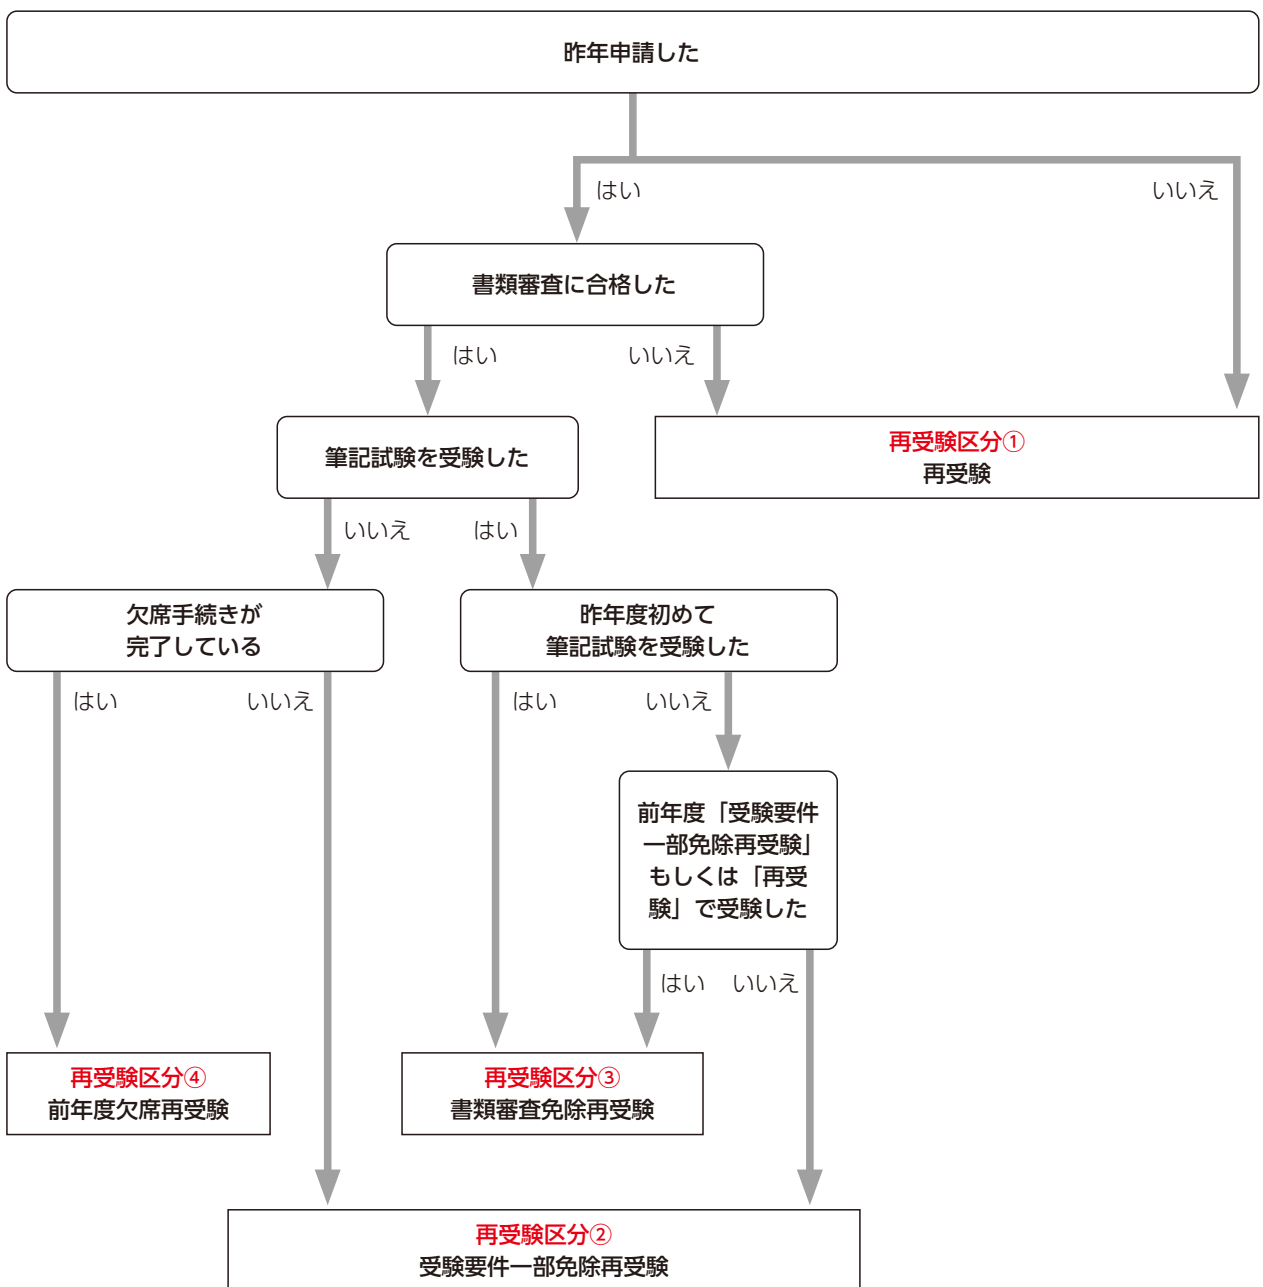 昨年申請した
はい
いいえ
書類審査に合格した
はい
いいえ
筆記試験を受験した
再受験区分①
再受験
いいえ
はい
欠席手続きが
完了している
昨年度初めて
筆記試験を受験した
はい
いいえ
はい
いいえ
前年度「受験要件
一部免除再受験」
もしくは「再受
験」で受験した
はい
いいえ
再受験区分④
前年度欠席再受験
再受験区分③
書類審査免除再受験
再受験区分②
受験要件一部免除再受験